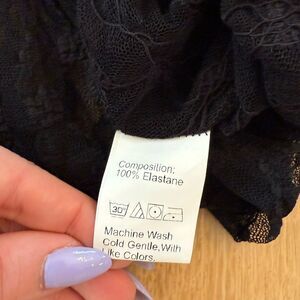 Composition:
100% Elastane
30°
Machine Wash
Cold Gentle,With
Like Colors.